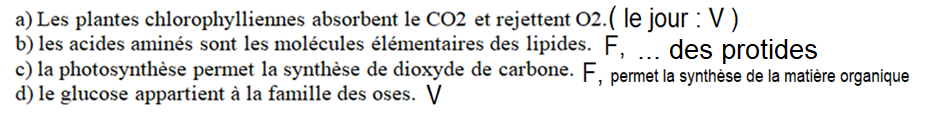 a) Les plantes chlorophylliennes absorbent le CO2 et rejettent O2.( le jour : V )
b) les acides aminés sont les molécules élémentaires des lipides. F, ... des protides
c) la photosynthèse permet la synthèse de dioxyde de carbone. F, permet la synthèse de la matière organique
d) le glucose appartient à la famille des oses. V